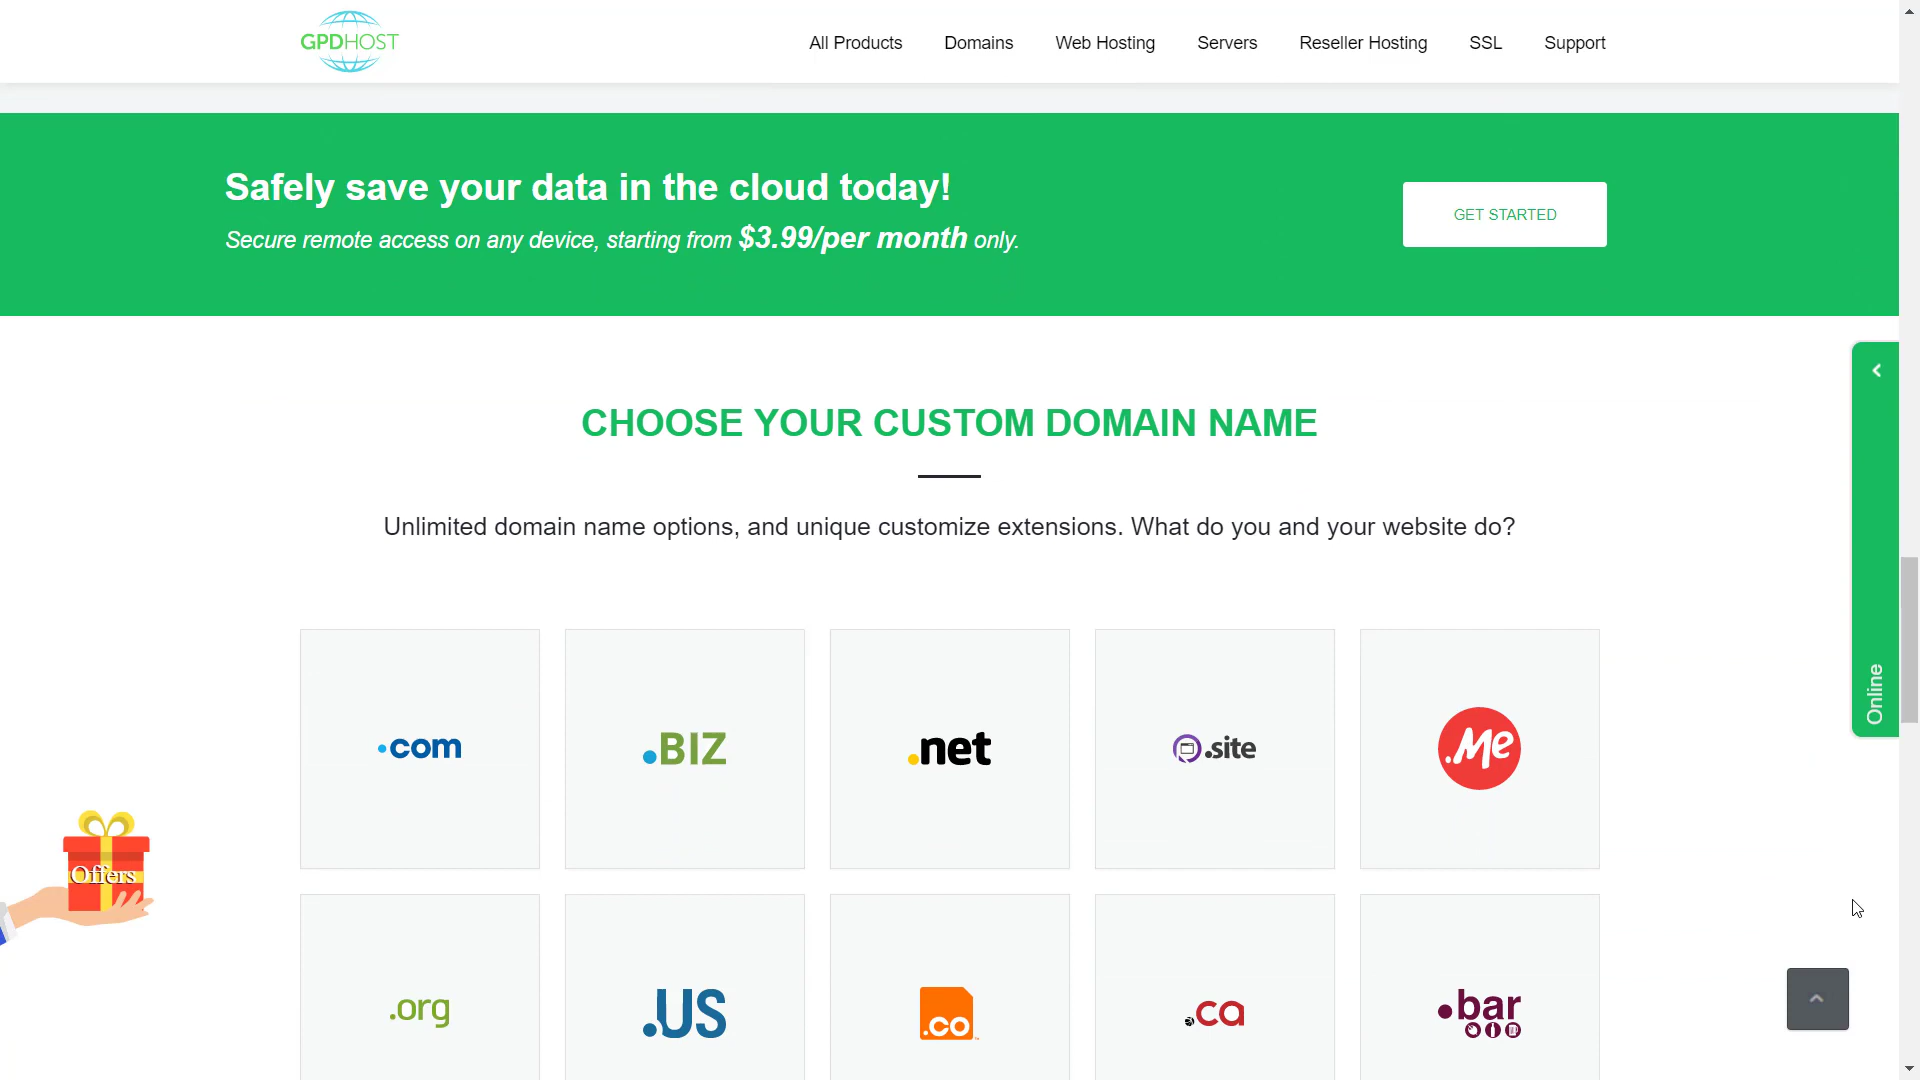 GPDHOST
All Products
Domains
Web Hosting
Servers
Reseller Hosting
SSL
Support
Safely save your data in the cloud today!
Secure remote access on any device, starting from $3.99/per month only.
GET STARTED
CHOOSE YOUR CUSTOM DOMAIN NAME
Unlimited domain name options, and unique customize extensions. What do you and your website do?
Online
.com
.BIZ
.net
.site
.Me
Offers
.org
.US
.co
.ca
.bar